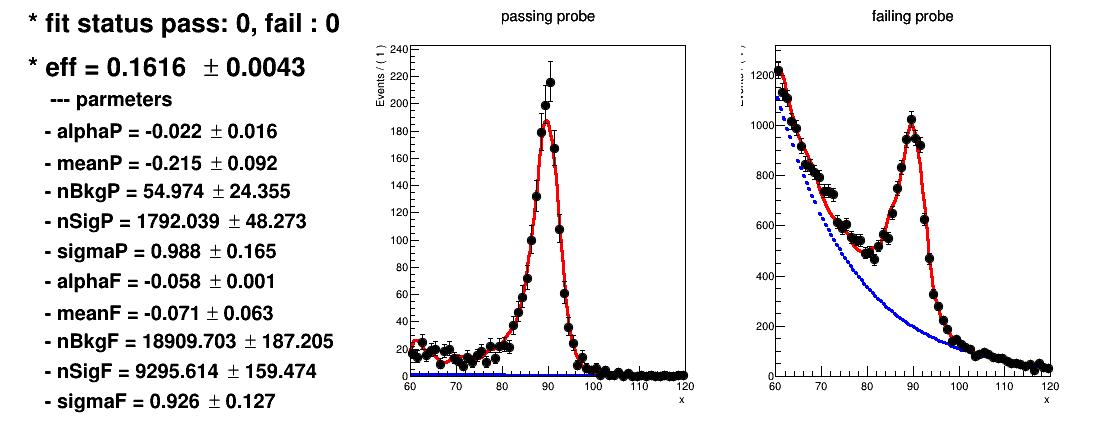 * fit status pass: 0, fail : 0
* eff = 0.1616 ± 0.0043
--- parmeters
- alphaP = -0.022 ± 0.016
- meanP = -0.215 ± 0.092
- nBkgP = 54.974 ± 24.355
- nSigP = 1792.039 ± 48.273
- sigmaP = 0.988 ± 0.165
- alphaF = -0.058 ± 0.001
- meanF = -0.071 ± 0.063
- nBkgF = 18909.703 ± 187.205
- nSigF = 9295.614 ± 159.474
- sigmaF = 0.926 ± 0.127
passing probe
Events / ( 1 )
240
220
200
180
160
140
120
100
80
60
40
20
0
60 70 80 90 100 110 120
x
failing probe
1200
1000
800
600
400
200
0
60 70 80 90 100 110 120
x